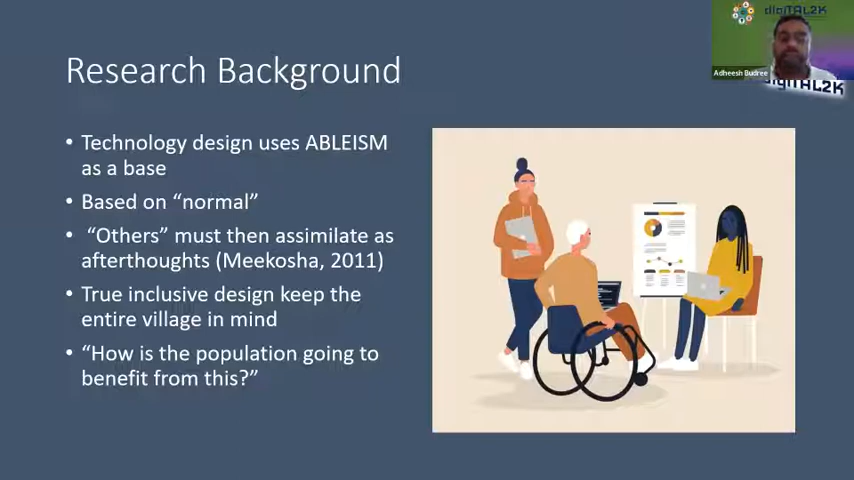 digiTAL2K
Adheesh Budree
digiTAL2K
Research Background
• Technology design uses ABLEISM
as a base
• Based on “normal”
• “Others” must then assimilate as
afterthoughts (Meekosha, 2011)
• True inclusive design keep the
entire village in mind
• “How is the population going to
benefit from this?”